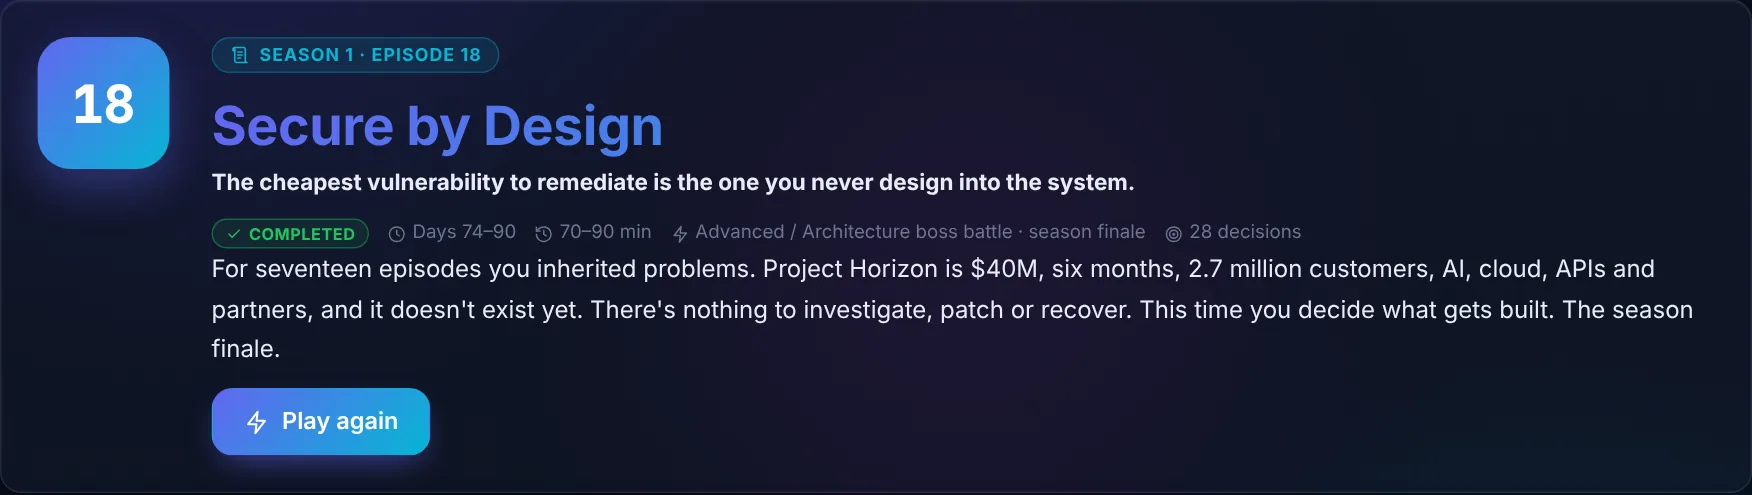 18
SEASON 1 · EPISODE 18
Secure by Design
The cheapest vulnerability to remediate is the one you never design into the system.
COMPLETED Days 74–90 70–90 min Advanced / Architecture boss battle · season finale 28 decisions
For seventeen episodes you inherited problems. Project Horizon is $40M, six months, 2.7 million customers, AI, cloud, APIs and
partners, and it doesn't exist yet. There's nothing to investigate, patch or recover. This time you decide what gets built. The season
finale.
Play again